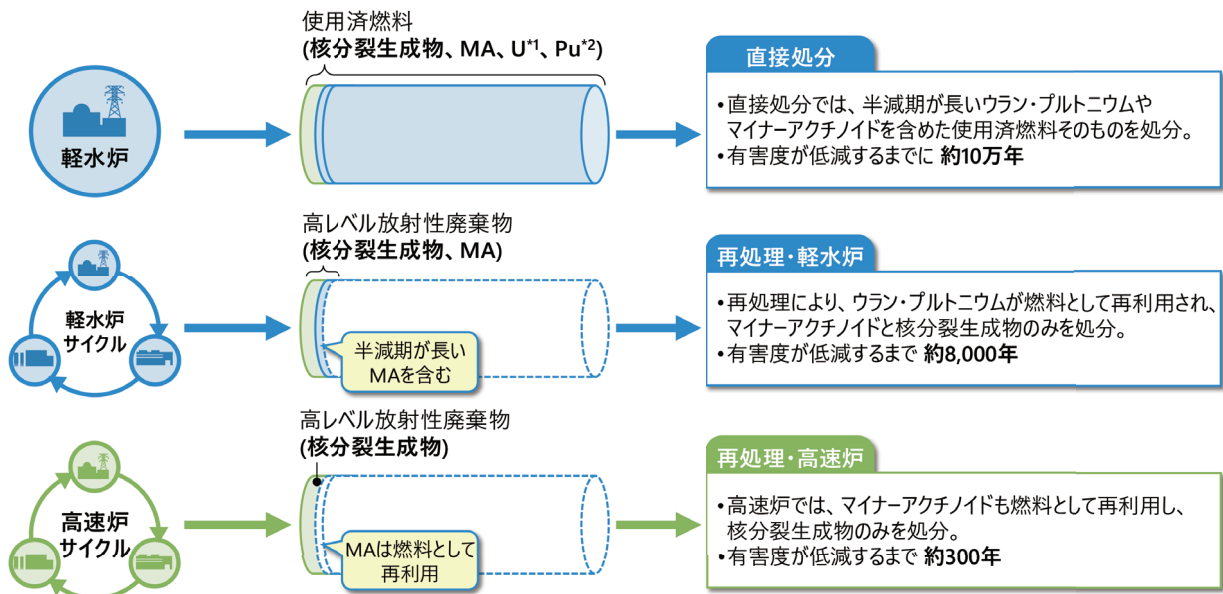 使用済燃料
(核分裂生成物、MA、U*1、Pu*2)
軽水炉
直接処分
•直接処分では、半減期が長いウラン・プルトニウムや
マイナーアクチノイドを含めた使用済燃料そのものを処分。
•有害度が低減するまでに 約10万年
高レベル放射性廃棄物
(核分裂生成物、MA)
軽水炉
サイクル
半減期が長い
MAを含む
再処理・軽水炉
•再処理により、ウラン・プルトニウムが燃料として再利用され、
マイナーアクチノイドと核分裂生成物のみを処分。
•有害度が低減するまで 約8,000年
高レベル放射性廃棄物
(核分裂生成物)
高速炉
サイクル
MAは燃料として
再利用
再処理・高速炉
•高速炉では、マイナーアクチノイドも燃料として再利用し、
核分裂生成物のみを処分。
•有害度が低減するまで 約300年